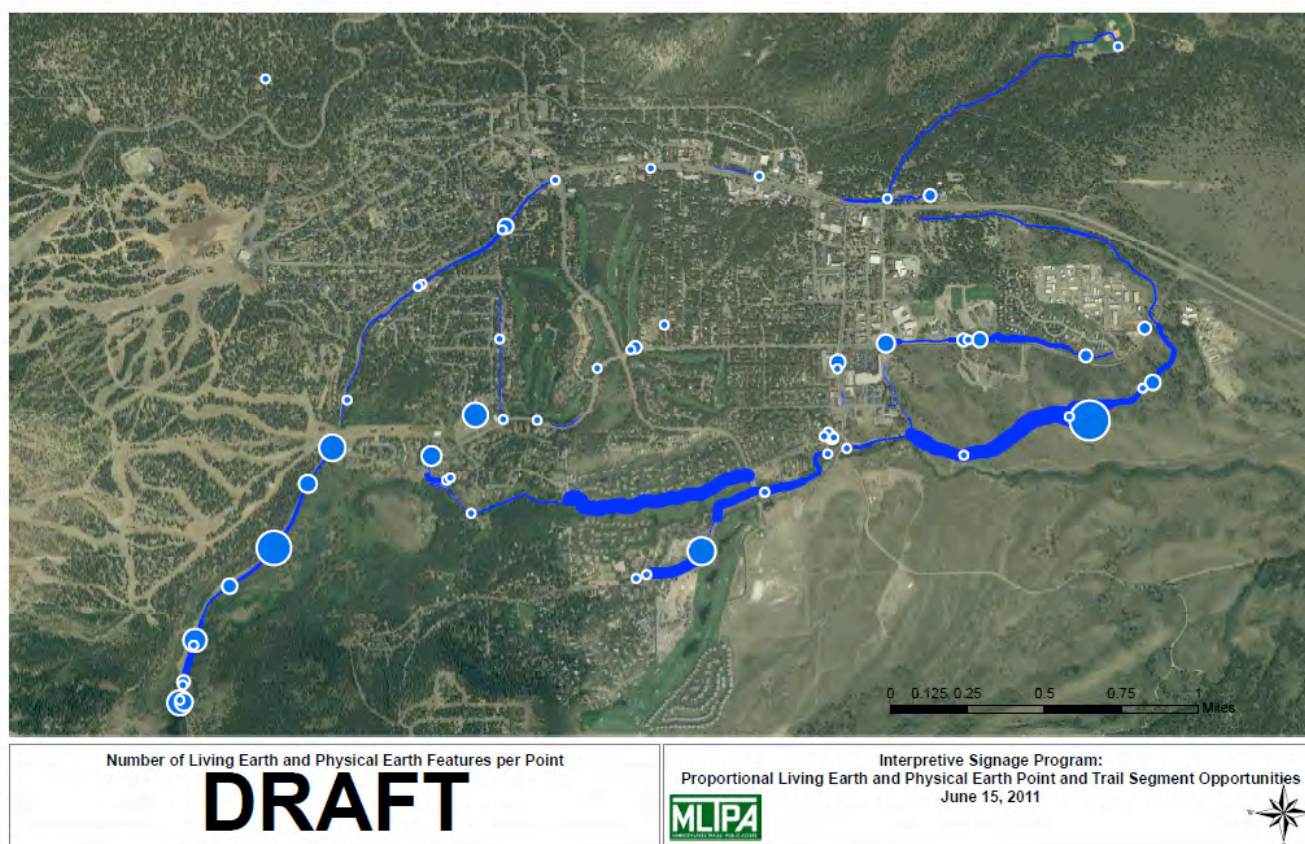 0 0.125 0.25 0.5 0.75 1
Miles
Number of Living Earth and Physical Earth Features per Point
DRAFT
Interpretive Signage Program:
Proportional Living Earth and Physical Earth Point and Trail Segment Opportunities
June 15, 2011
MLTPA